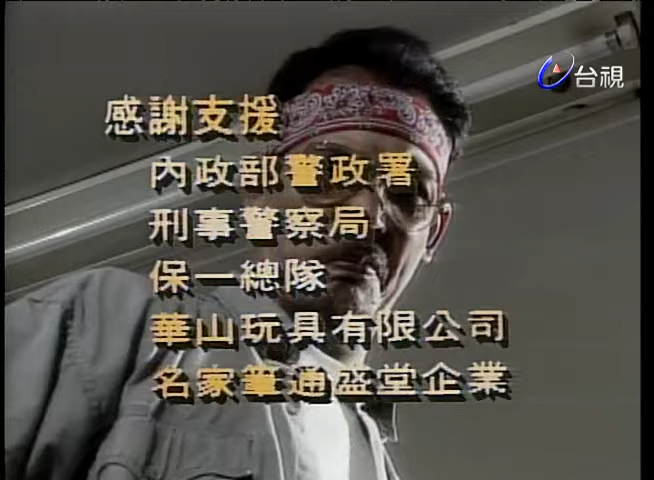 台視
感謝支援
內政部警政署
刑事警察局
保一總隊
華山玩具有限公司
名家筆通盛堂企業